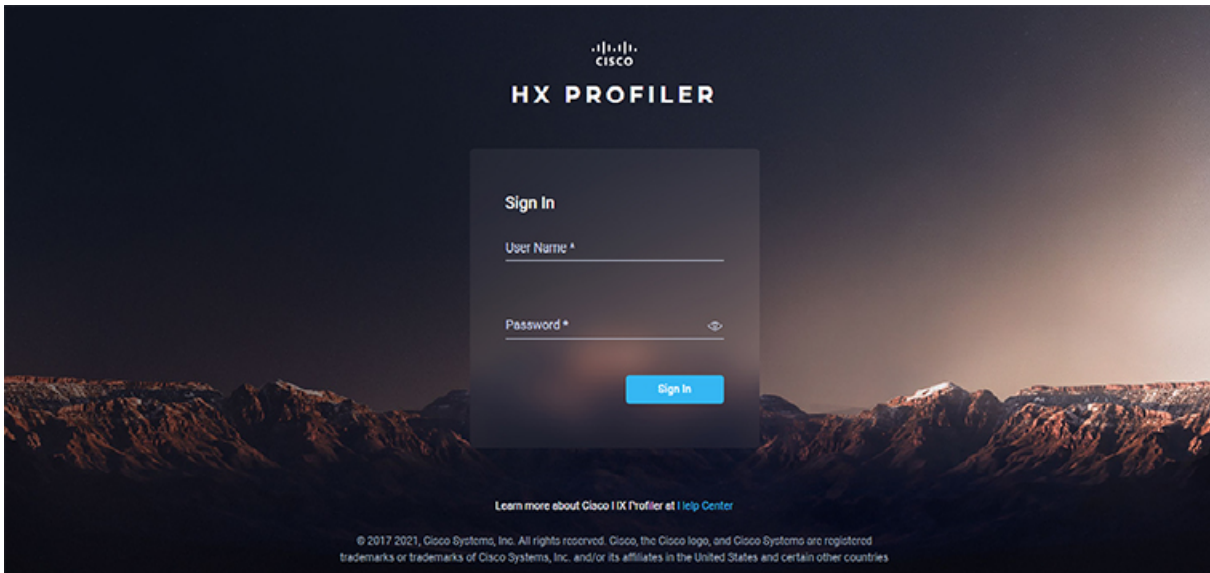 CISCO
HX PROFILER
Sign In
User Name *
Password *
Sign In
Learn more about Cisco HX Profiler at Help Center
© 2017 2021, Cisco Systems, Inc. All rights reserved. Cisco, the Cisco logo, and Cisco Systems are registered
trademarks or trademarks of Cisco Systems, Inc. and/or its affiliates in the United States and certain other countries